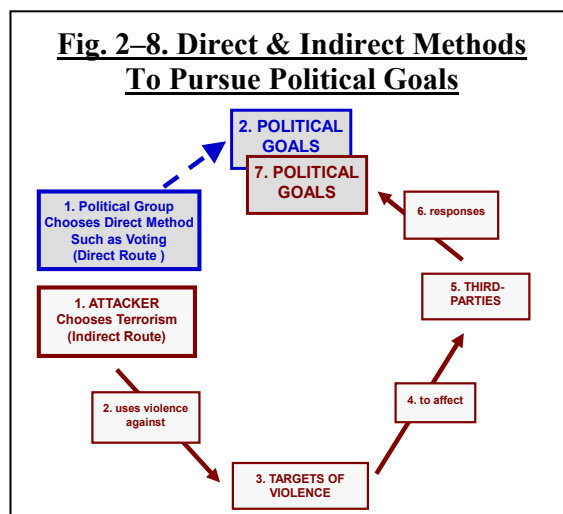 Fig. 2–8. Direct & Indirect Methods
To Pursue Political Goals
2. POLITICAL
GOALS
7. POLITICAL
GOALS
1. Political Group
Chooses Direct Method
Such as Voting
(Direct Route )
6. responses
1. ATTACKER
Chooses Terrorism
(Indirect Route)
5. THIRD-
PARTIES
2. uses violence
against
4. to affect
3. TARGETS OF
VIOLENCE